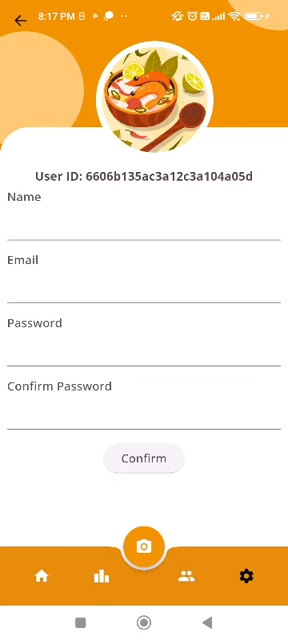 8:17 PM
User ID: 6606b135ac3a12c3a104a05d
Name
Email
Password
Confirm Password
Confirm